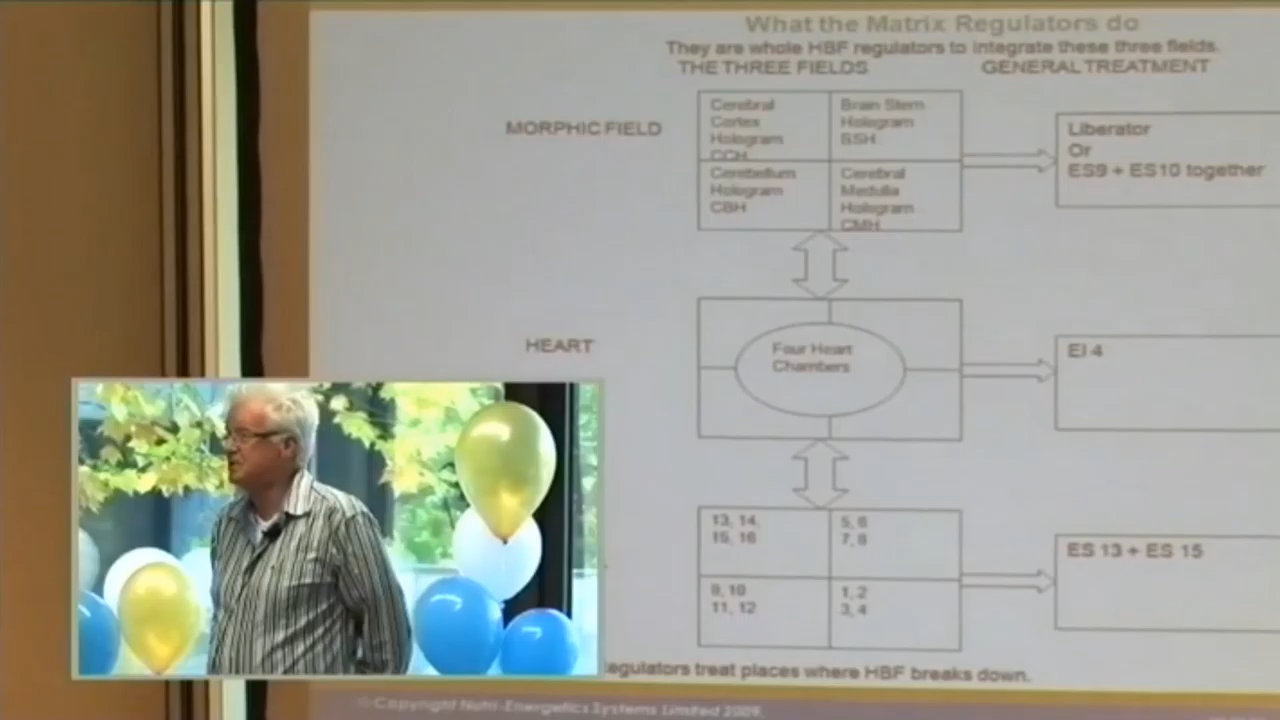 What the Matrix Regulators do
They are whole HBF regulators to integrate these three fields.
THE THREE FIELDS
GENERAL TREATMENT
MORPHIC FIELD
Cerebral
Cortex
Hologram
CCH
Brain Stem
Hologram
BSH
Cerebellum
Hologram
CBH
Cerebral
Medulla
Hologram
CMH
Liberator
Or
ES9 + ES10 together
HEART
Four Heart
Chambers
EI 4
13, 14,
15, 16
5, 6
7, 8
9, 10
11, 12
1, 2
3, 4
ES 13 + ES 15
egulators treat places where HBF breaks down.
© Copyright Nutri-Energetics Systems Limited 2009.